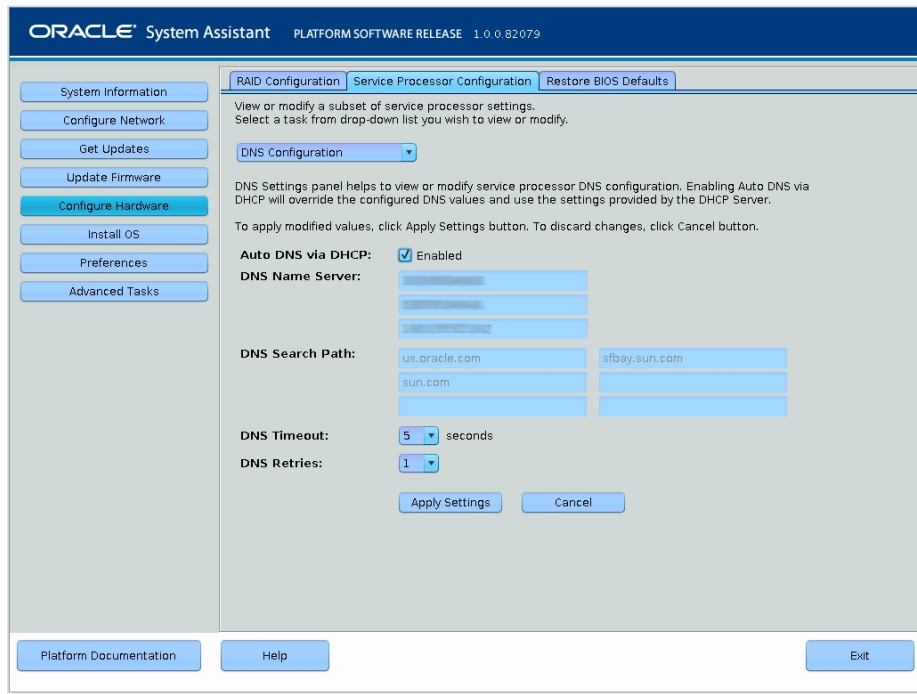 ORACLE System Assistant PLATFORM SOFTWARE RELEASE 1.0.0.82079
System Information
Configure Network
Get Updates
Update Firmware
Configure Hardware
Install OS
Preferences
Advanced Tasks
RAID Configuration Service Processor Configuration Restore BIOS Defaults
View or modify a subset of service processor settings.
Select a task from drop-down list you wish to view or modify.
DNS Configuration
DNS Settings panel helps to view or modify service processor DNS configuration. Enabling Auto DNS via
DHCP will override the configured DNS values and use the settings provided by the DHCP Server.
To apply modified values, click Apply Settings button. To discard changes, click Cancel button.
Auto DNS via DHCP: Enabled
DNS Name Server:
DNS Search Path: us.oracle.com sfbay.sun.com
sun.com
DNS Timeout: 5 seconds
DNS Retries: 1
Apply Settings Cancel
Platform Documentation Help Exit